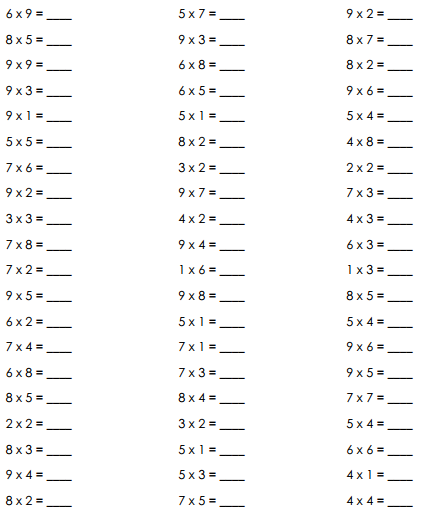 6 x 9 = ____ 5 x 7 = ____ 9 x 2 = ____
8 x 5 = ____ 9 x 3 = ____ 8 x 7 = ____
9 x 9 = ____ 6 x 8 = ____ 8 x 2 = ____
9 x 3 = ____ 6 x 5 = ____ 9 x 6 = ____
9 x 1 = ____ 5 x 1 = ____ 5 x 4 = ____
5 x 5 = ____ 8 x 2 = ____ 4 x 8 = ____
7 x 6 = ____ 3 x 2 = ____ 2 x 2 = ____
9 x 2 = ____ 9 x 7 = ____ 7 x 3 = ____
3 x 3 = ____ 4 x 2 = ____ 4 x 3 = ____
7 x 8 = ____ 9 x 4 = ____ 6 x 3 = ____
7 x 2 = ____ 1 x 6 = ____ 1 x 3 = ____
9 x 5 = ____ 9 x 8 = ____ 8 x 5 = ____
6 x 2 = ____ 5 x 1 = ____ 5 x 4 = ____
7 x 4 = ____ 7 x 1 = ____ 9 x 6 = ____
6 x 8 = ____ 7 x 3 = ____ 9 x 5 = ____
8 x 5 = ____ 8 x 4 = ____ 7 x 7 = ____
2 x 2 = ____ 3 x 2 = ____ 5 x 4 = ____
8 x 3 = ____ 5 x 1 = ____ 6 x 6 = ____
9 x 4 = ____ 5 x 3 = ____ 4 x 1 = ____
8 x 2 = ____ 7 x 5 = ____ 4 x 4 = ____